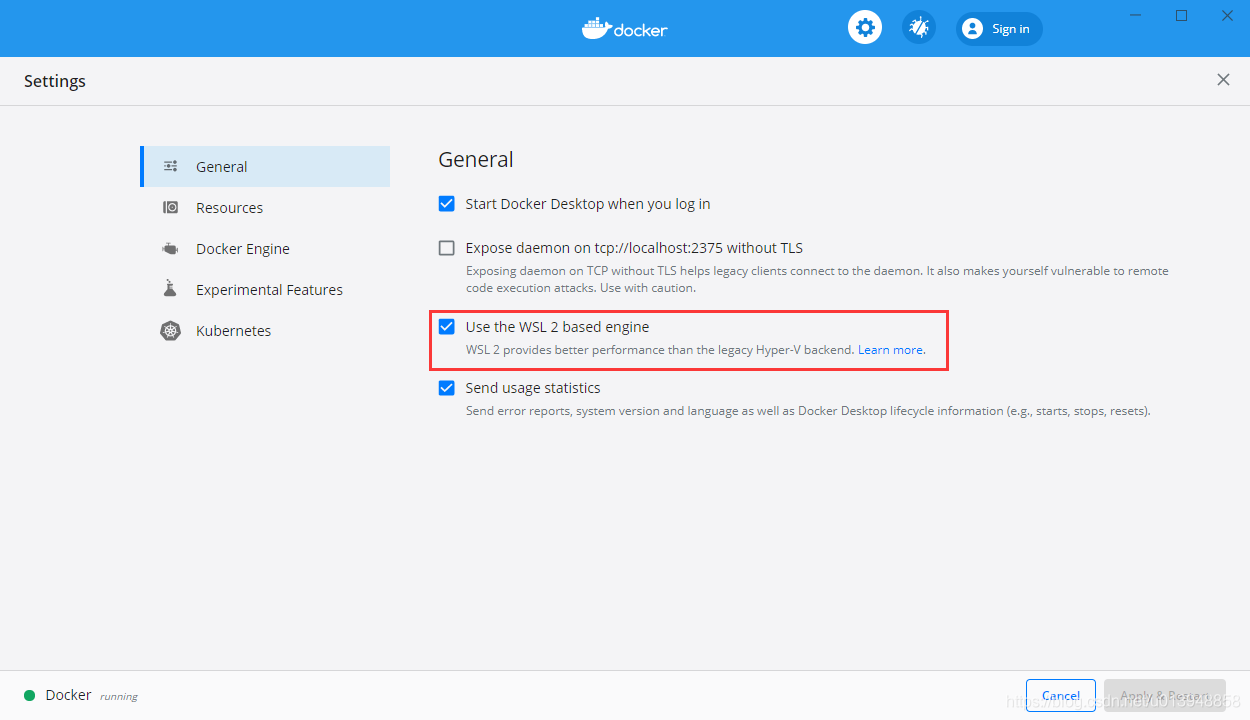 docker
Sign in
Settings
General
Resources
Docker Engine
Experimental Features
Kubernetes
General
Start Docker Desktop when you log in
Expose daemon on tcp://localhost:2375 without TLS
Exposing daemon on TCP without TLS helps legacy clients connect to the daemon. It also makes yourself vulnerable to remote
code execution attacks. Use with caution.
Use the WSL 2 based engine
WSL 2 provides better performance than the legacy Hyper-V backend. Learn more.
Send usage statistics
Send error reports, system version and language as well as Docker Desktop lifecycle information (e.g., starts, stops, resets).
Docker running
Cancel
Apply & Restart
https://blog.csdn.net/u013948858